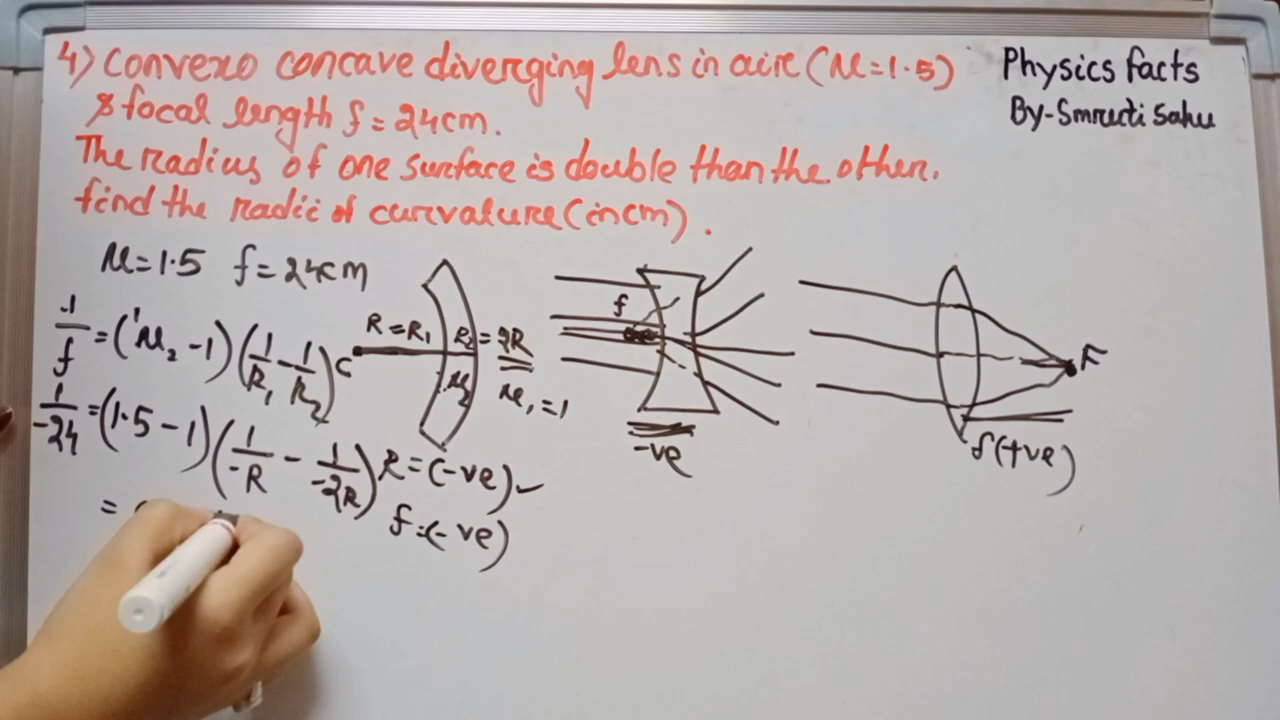 4) Convexo concave diverging lens in air (μ=1.5)
& focal length f = 24cm.
The radius of one surface is double than the other.
find the radii of curvature (in cm).
Physics facts
By-Smruti Sahu
μ=1.5 f = 24cm
1/f = (¹μ₂ - 1) (1/R₁ - 1/R₂)
1/-24 = (1.5 - 1) (1/-R - 1/-2R)
=
C
R = R₁
R₂ = 2R
μ₂
μ₁ = 1
R = (-ve)
f = (-ve)
f
-ve
F
f(+ve)